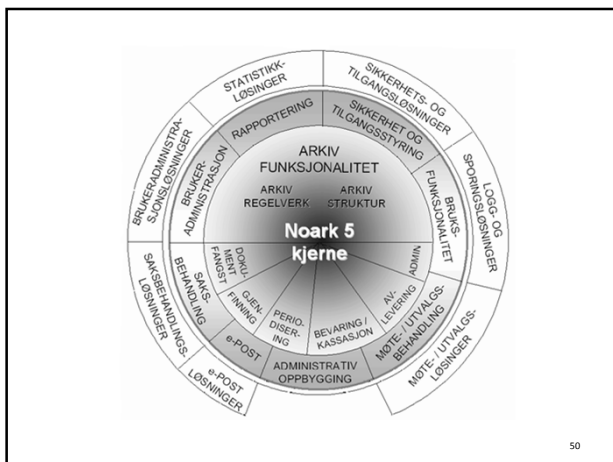 STATISTIKK-
LØSNINGER
SIKKERHETS- OG
TILGANGSLØSNINGER
BRUKERADMINISTRA-
SJONSLØSNINGER
LOGG- OG
SPORINGSLØSNINGER
RAPPORTERING
SIKKERHET OG
TILGANGSSTYRING
BRUKER-
ADMINISTRASJON
BRUKS-
FUNKSJONALITET
ARKIV
FUNKSJONALITET
ARKIV
REGELVERK
ARKIV
STRUKTUR
Noark 5
kjerne
DOKU-
MENT
FANGST
GJEN-
FINNING
PERIO-
DISER-
ING
BEVARING /
KASSASJON
AV-
LEVERING
ADMIN
SAKS-
BEHANDLING
e-POST
ADMINISTRATIV
OPPBYGGING
MØTE- / UTVALGS-
BEHANDLING
SAKSBEHANDLINGS-
LØSNINGER
e-POST
LØSNINGER
MØTE- / UTVALGS-
LØSINGER
50